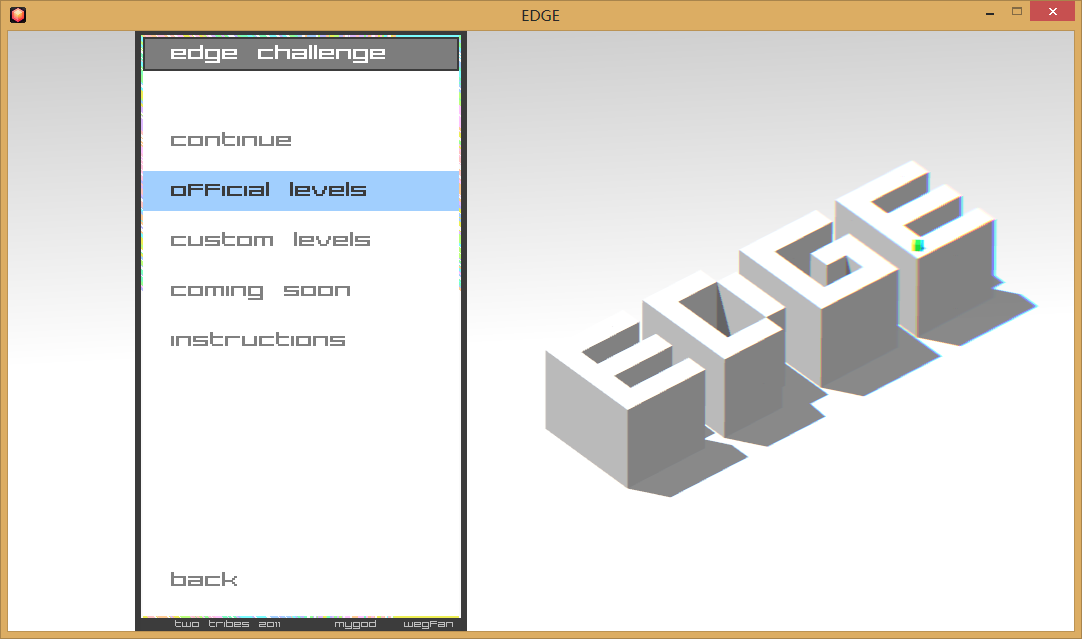 EDGE
edge challenge
continue
official levels
custom levels
coming soon
instructions
back
two tribes 2011 mygod wegfan
EDGE